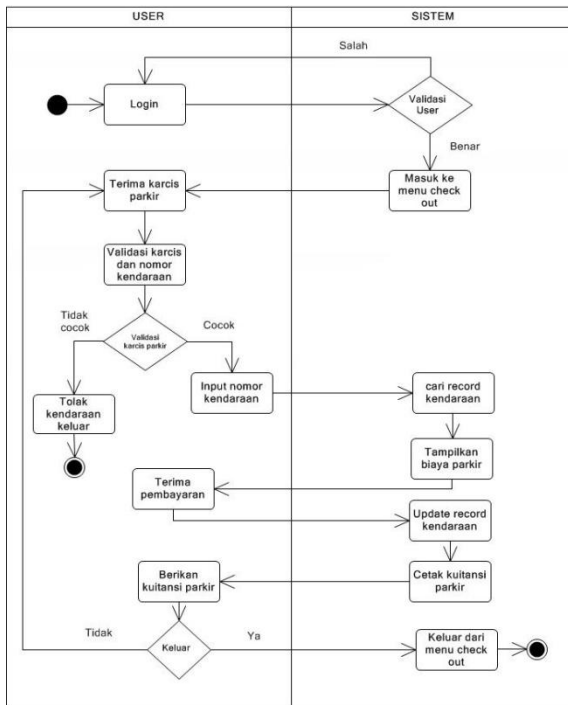 USER
SISTEM
Salah
Login
Validasi
User
Benar
Terima karcis
parkir
Masuk ke
menu check
out
Validasi karcis
dan nomor
kendaraan
Tidak
cocok
Validasi
karcis parkir
Cocok
Tolak
kendaraan
keluar
Input nomor
kendaraan
cari record
kendaraan
Tampilkan
biaya parkir
Terima
pembayaran
Update record
kendaraan
Berikan
kuitansi parkir
Cetak kuitansi
parkir
Tidak
Keluar
Ya
Keluar dari
menu check
out